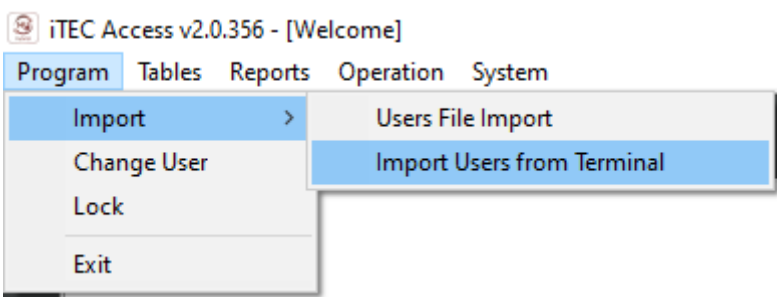 iTEC Access v2.0.356 - [Welcome]
Program Tables Reports Operation System
Import > Users File Import
Change User Import Users from Terminal
Lock
Exit